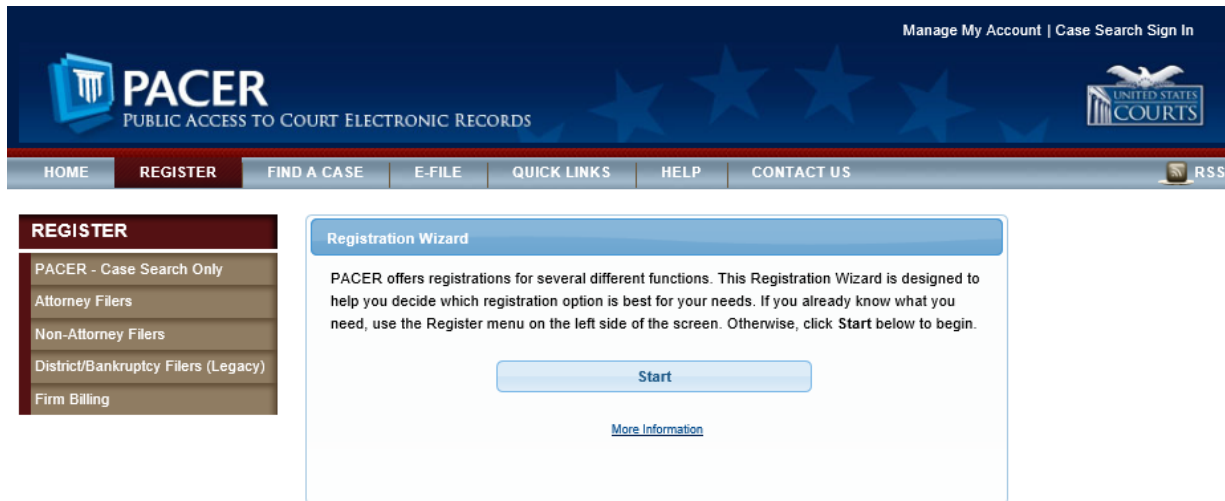 Manage My Account | Case Search Sign In
PACER
PUBLIC ACCESS TO COURT ELECTRONIC RECORDS
UNITED STATES
COURTS
HOME REGISTER FIND A CASE E-FILE QUICK LINKS HELP CONTACT US RSS
REGISTER
PACER - Case Search Only
Attorney Filers
Non-Attorney Filers
District/Bankruptcy Filers (Legacy)
Firm Billing
Registration Wizard
PACER offers registrations for several different functions. This Registration Wizard is designed to
help you decide which registration option is best for your needs. If you already know what you
need, use the Register menu on the left side of the screen. Otherwise, click Start below to begin.
Start
More Information